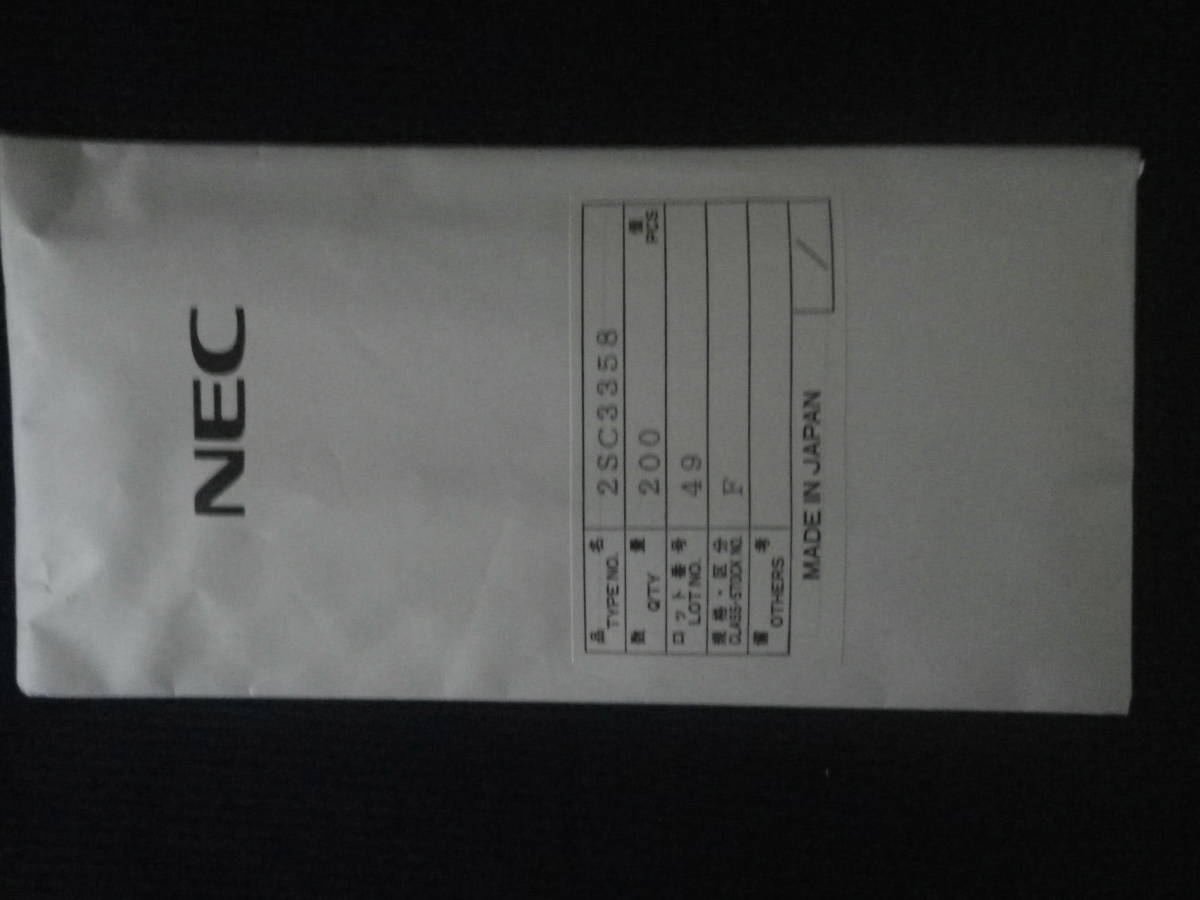 NEC
品名 TYPE NO. 2SC3358
数量 Q'TY 200 個 PCS
ロット番号 LOT NO. 49
規格・区分 CLASS-STOCK NO. F
備考 OTHERS
MADE IN JAPAN